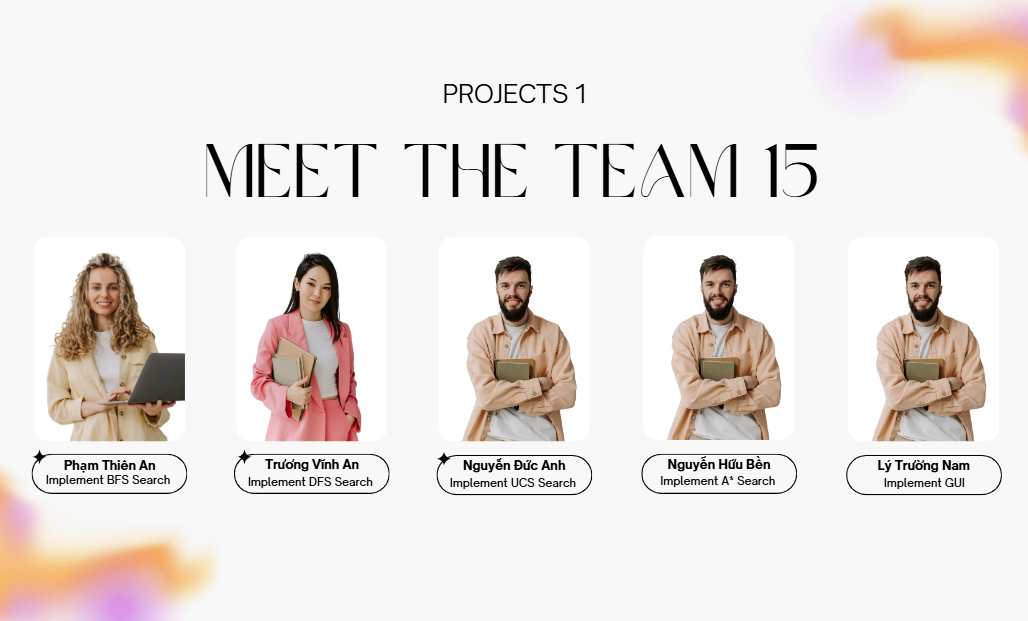 PROJECTS 1
MEET THE TEAM 15
Phạm Thiên An
Implement BFS Search
Trương Vĩnh An
Implement DFS Search
Nguyễn Đức Anh
Implement UCS Search
Nguyễn Hữu Bền
Implement A* Search
Lý Trường Nam
Implement GUI